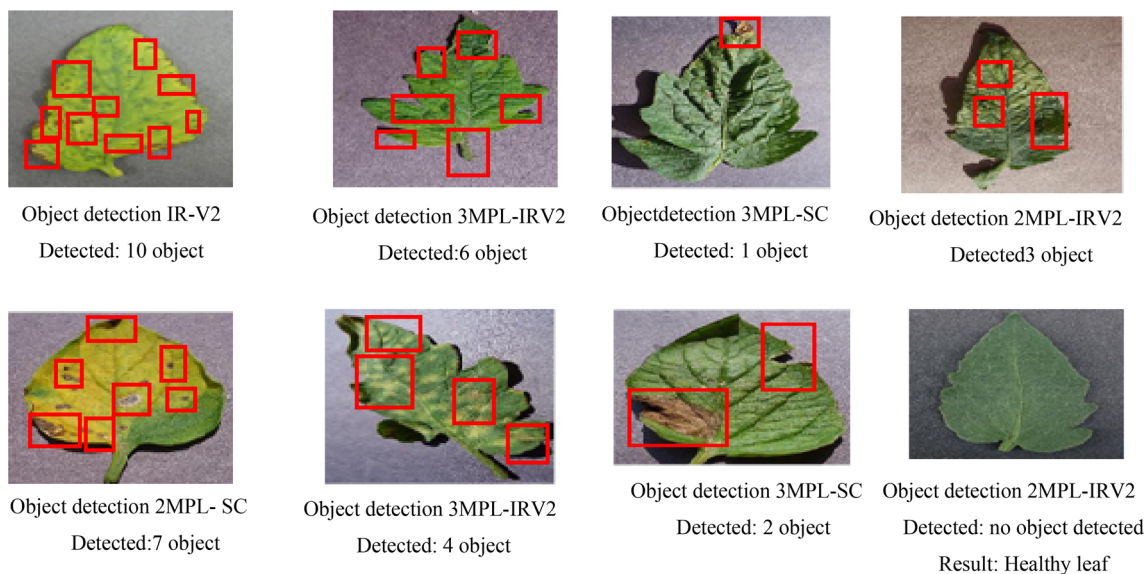 Object detection IR-V2
Detected: 10 object
Object detection 3MPL-IRV2
Detected:6 object
Objectdetection 3MPL-SC
Detected: 1 object
Object detection 2MPL-IRV2
Detected3 object
Object detection 2MPL- SC
Detected:7 object
Object detection 3MPL-IRV2
Detected: 4 object
Object detection 3MPL-SC
Detected: 2 object
Object detection 2MPL-IRV2
Detected: no object detected
Result: Healthy leaf